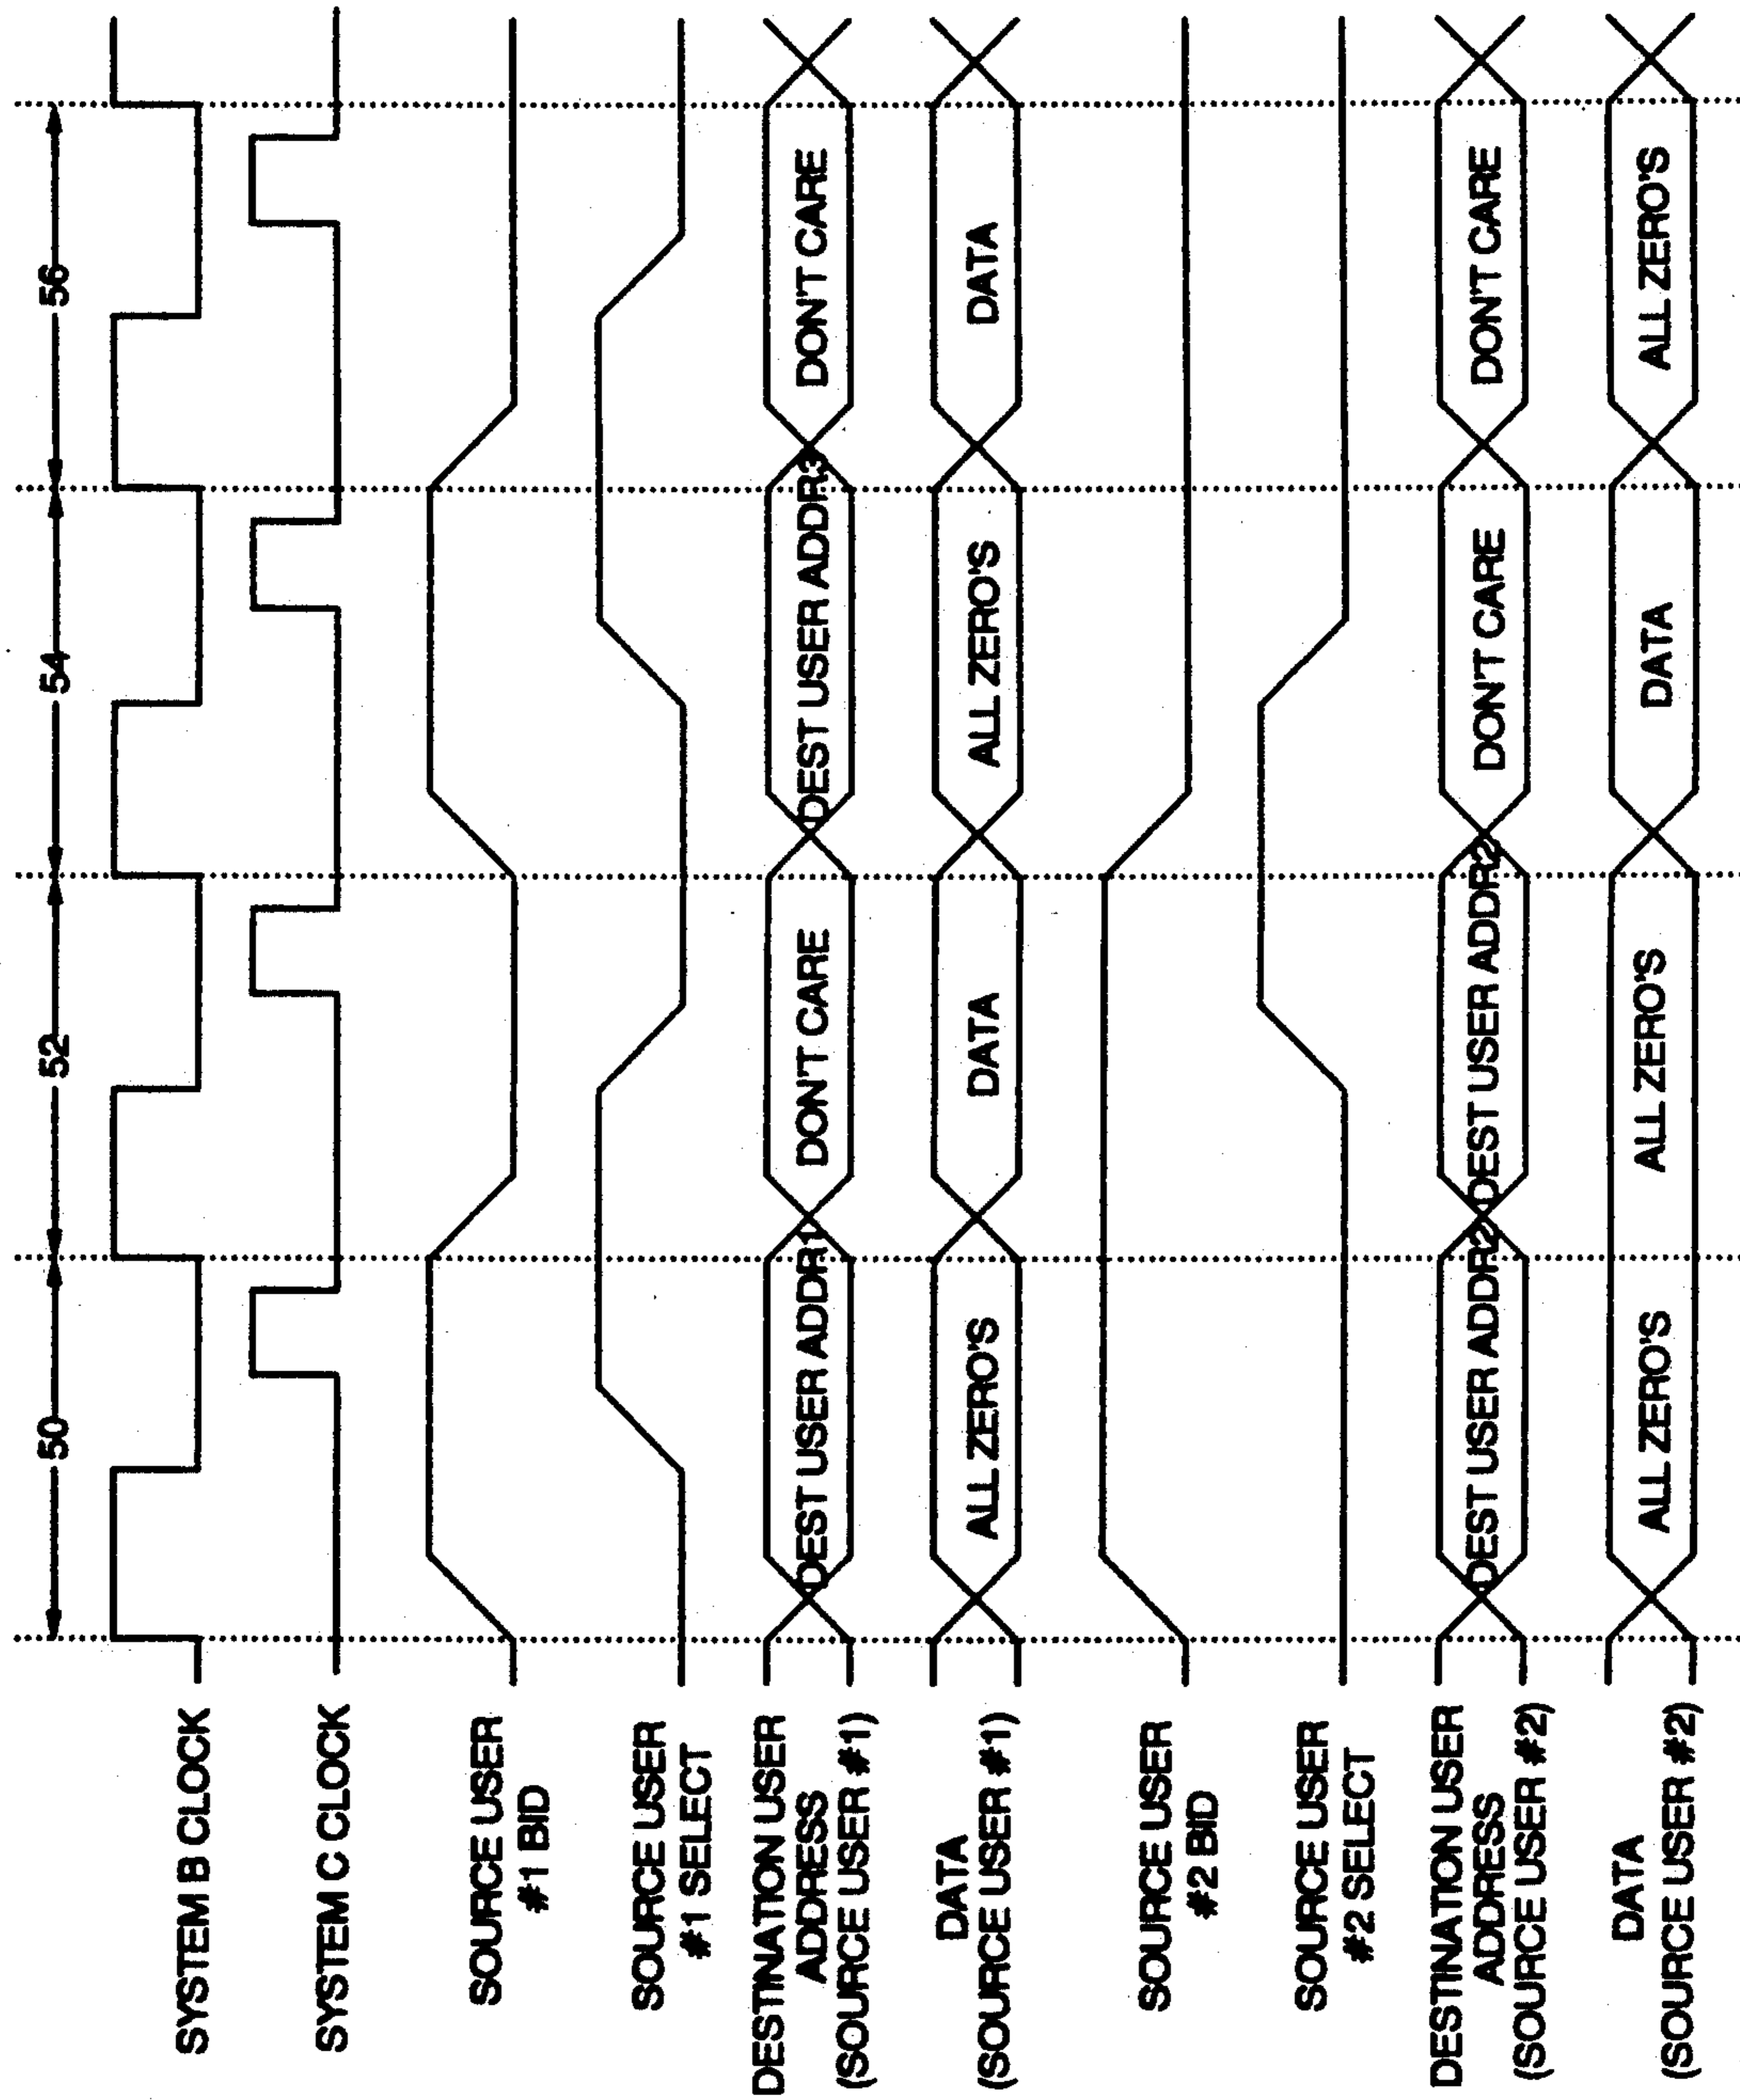 50 52 54 56
SYSTEM B CLOCK
SYSTEM C CLOCK
SOURCE USER
#1 BID
SOURCE USER
#1 SELECT
DESTINATION USER
ADDRESS
(SOURCE USER #1)
DEST USER ADDR1 DON'T CARE DEST USER ADDR3 DON'T CARE
DATA
(SOURCE USER #1)
ALL ZERO'S DATA ALL ZERO'S DATA
SOURCE USER
#2 BID
SOURCE USER
#2 SELECT
DESTINATION USER
ADDRESS
(SOURCE USER #2)
DEST USER ADDR2 DEST USER ADDR2 DON'T CARE DON'T CARE
DATA
(SOURCE USER #2)
ALL ZERO'S ALL ZERO'S DATA ALL ZERO'S